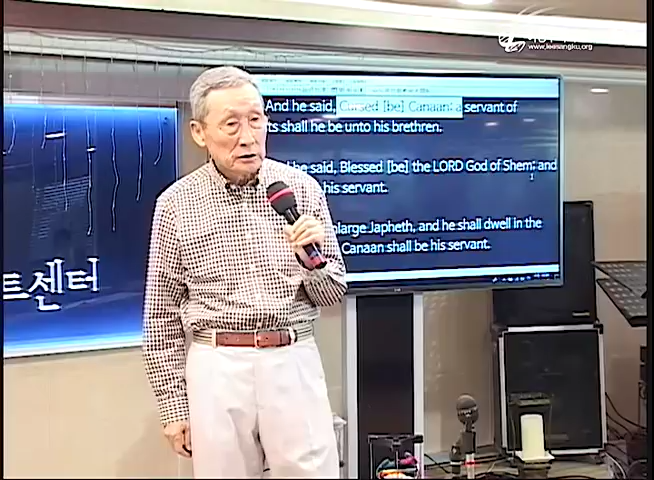 www.leesangku.org
And he said, Cursed [be] Canaan; a servant of
ts shall he be unto his brethren.
he said, Blessed [be] the LORD God of Shem; and
his servant.
nlarge Japheth, and he shall dwell in the
Canaan shall be his servant.
트센터